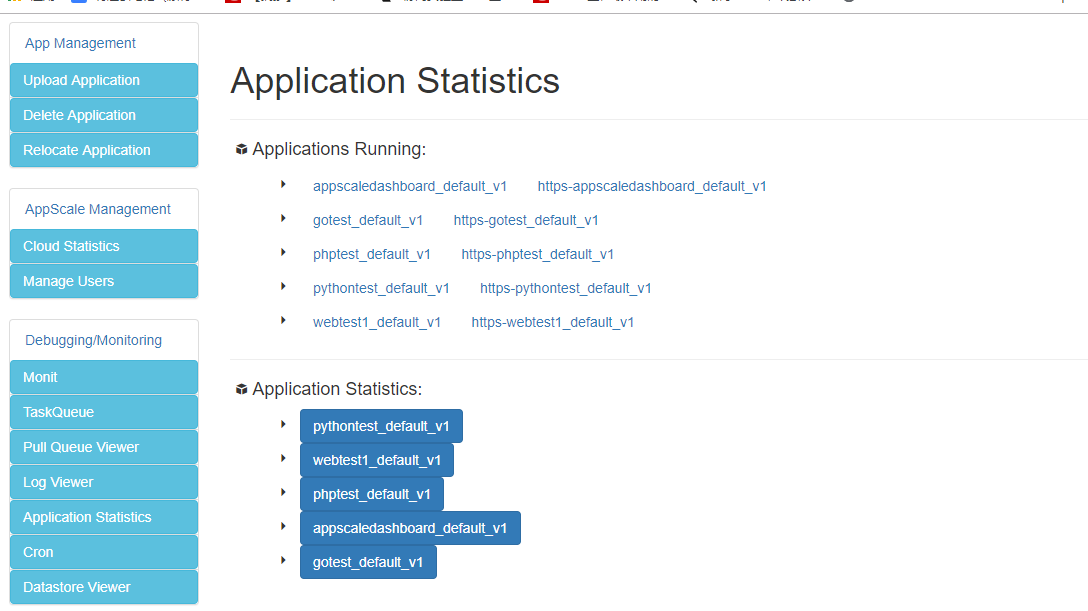 App Management
Upload Application
Delete Application
Relocate Application
AppScale Management
Cloud Statistics
Manage Users
Debugging/Monitoring
Monit
TaskQueue
Pull Queue Viewer
Log Viewer
Application Statistics
Cron
Datastore Viewer
Application Statistics
Applications Running:
appscaledashboard_default_v1 https-appscaledashboard_default_v1
gotest_default_v1 https-gotest_default_v1
phptest_default_v1 https-phptest_default_v1
pythontest_default_v1 https-pythontest_default_v1
webtest1_default_v1 https-webtest1_default_v1
Application Statistics:
pythontest_default_v1
webtest1_default_v1
phptest_default_v1
appscaledashboard_default_v1
gotest_default_v1